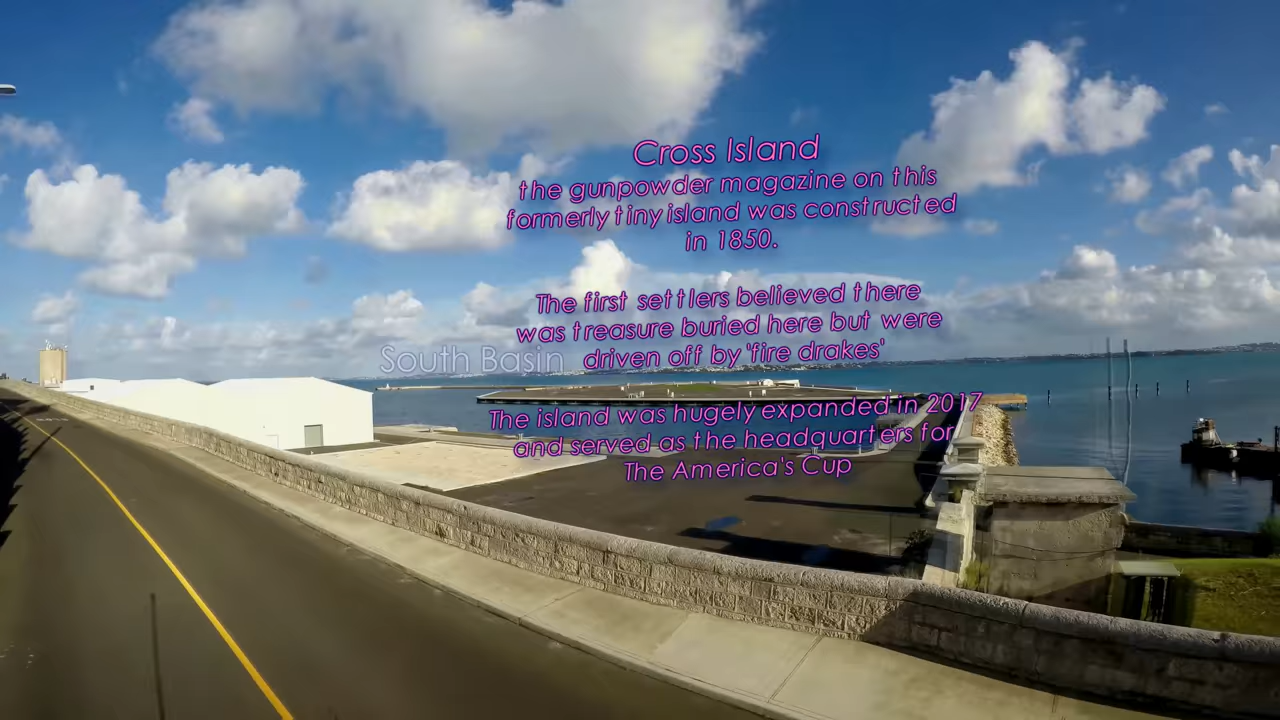 Cross Island
the gunpowder magazine on this
formerly tiny island was constructed
in 1850.
The first settlers believed there
was treasure buried here but were
driven off by 'fire drakes'
South Basin
The island was hugely expanded in 2017
and served as the headquarters for
The America's Cup